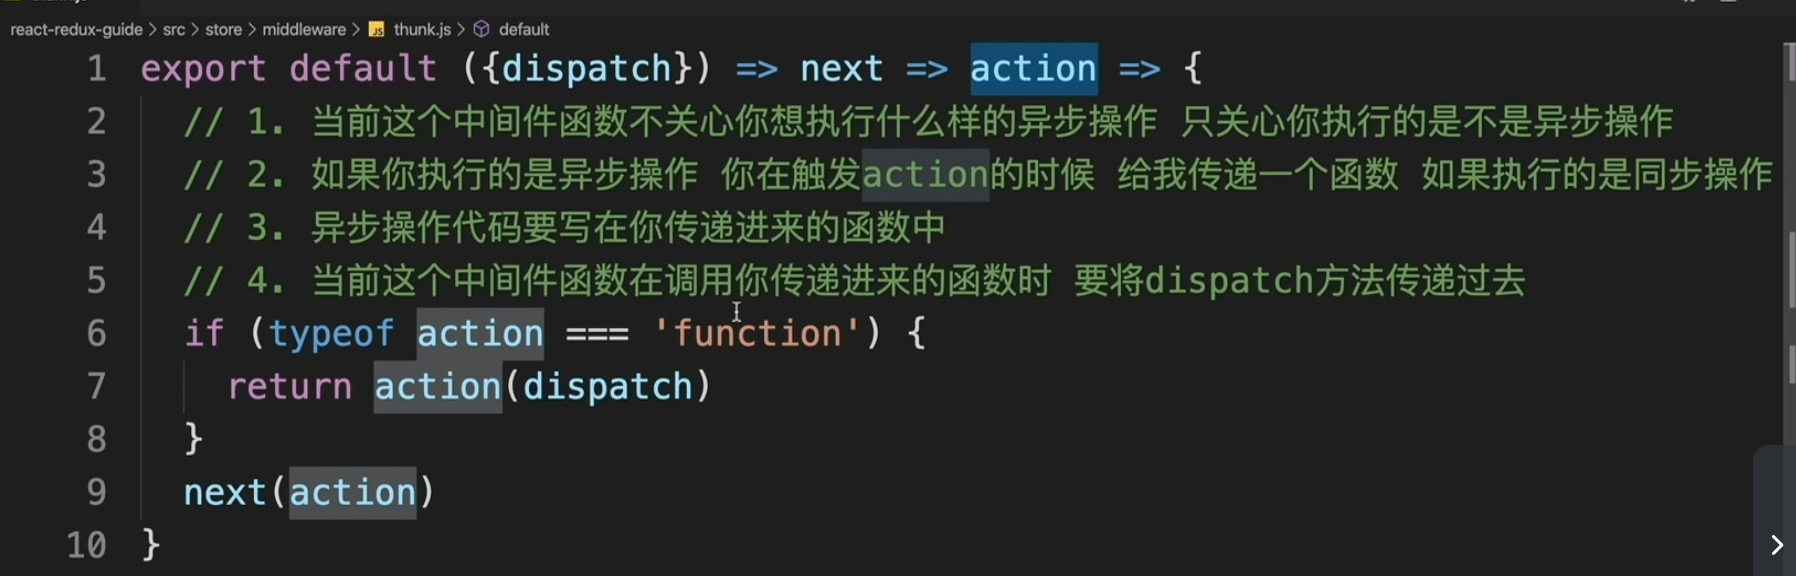 react-redux-guide > src > store > middleware > JS thunk.js > default
1 export default ({dispatch}) => next => action => {
2 // 1. 当前这个中间件函数不关心你想执行什么样的异步操作 只关心你执行的是不是异步操作
3 // 2. 如果你执行的是异步操作 你在触发action的时候 给我传递一个函数 如果执行的是同步操作
4 // 3. 异步操作代码要写在你传递进来的函数中
5 // 4. 当前这个中间件函数在调用你传递进来的函数时 要将dispatch方法传递过去
6 if (typeof action === 'function') {
7 return action(dispatch)
8 }
9 next(action)
10 }